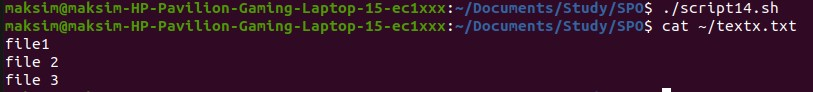 maksim@maksim-HP-Pavilion-Gaming-Laptop-15-ec1xxx:~/Documents/Study/SPO$ ./script14.sh
maksim@maksim-HP-Pavilion-Gaming-Laptop-15-ec1xxx:~/Documents/Study/SPO$ cat ~/textx.txt
file1
file 2
file 3